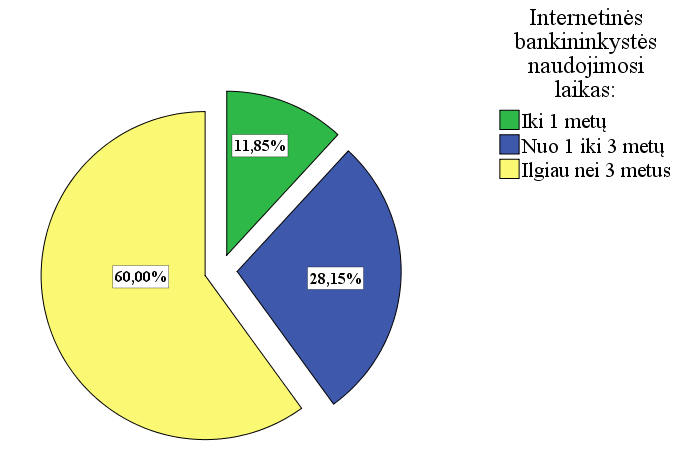 Internetinės
bankininkystės
naudojimosi
laikas:
Iki 1 metų
Nuo 1 iki 3 metų
Ilgiau nei 3 metus
11,85%
28,15%
60,00%